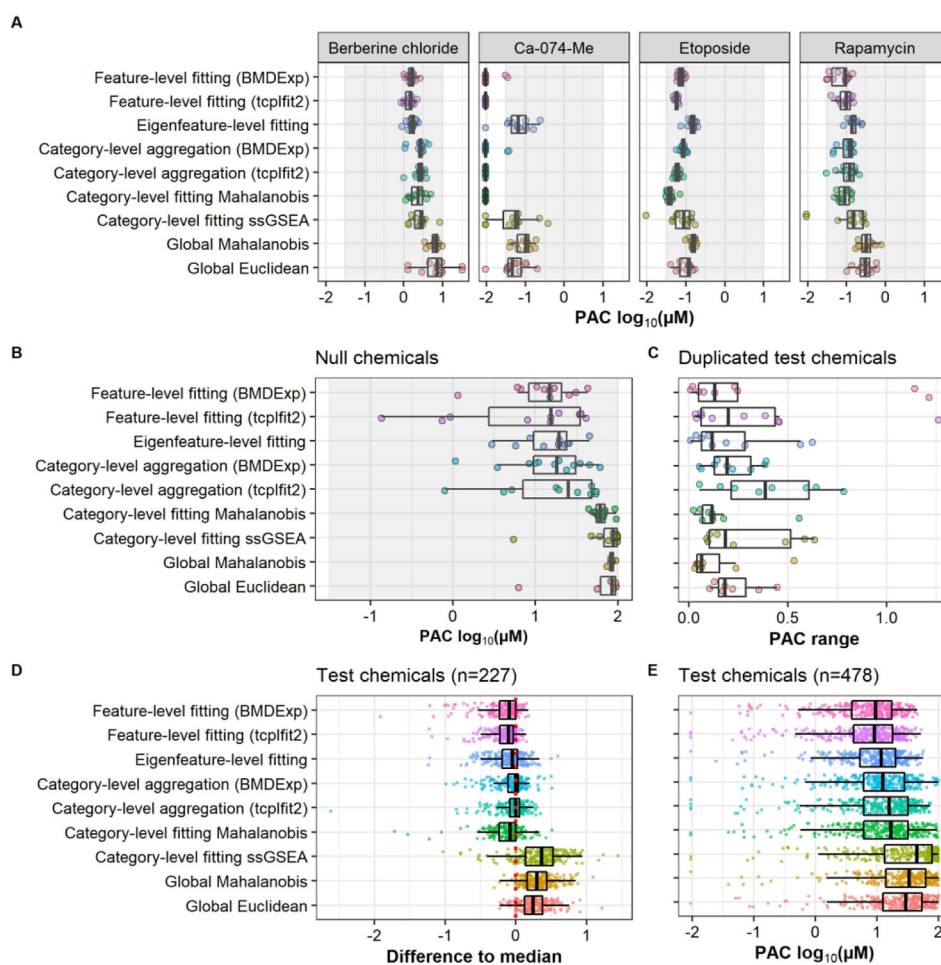 A
Berberine chloride
Ca-074-Me
Etoposide
Rapamycin
Feature-level fitting (BMDExp)
Feature-level fitting (tcplfit2)
Eigenfeature-level fitting
Category-level aggregation (BMDExp)
Category-level aggregation (tcplfit2)
Category-level fitting Mahalanobis
Category-level fitting ssGSEA
Global Mahalanobis
Global Euclidean
-2 -1 0 1 -2 -1 0 1 -2 -1 0 1 -2 -1 0 1
PAC log₁₀(μM)
B
Null chemicals
Feature-level fitting (BMDExp)
Feature-level fitting (tcplfit2)
Eigenfeature-level fitting
Category-level aggregation (BMDExp)
Category-level aggregation (tcplfit2)
Category-level fitting Mahalanobis
Category-level fitting ssGSEA
Global Mahalanobis
Global Euclidean
-1 0 1 2
PAC log₁₀(μM)
C
Duplicated test chemicals
0.0 0.5 1.0
PAC range
D
Test chemicals (n=227)
Feature-level fitting (BMDExp)
Feature-level fitting (tcplfit2)
Eigenfeature-level fitting
Category-level aggregation (BMDExp)
Category-level aggregation (tcplfit2)
Category-level fitting Mahalanobis
Category-level fitting ssGSEA
Global Mahalanobis
Global Euclidean
-2 -1 0 1
Difference to median
E
Test chemicals (n=478)
-2 -1 0 1 2
PAC log₁₀(μM)